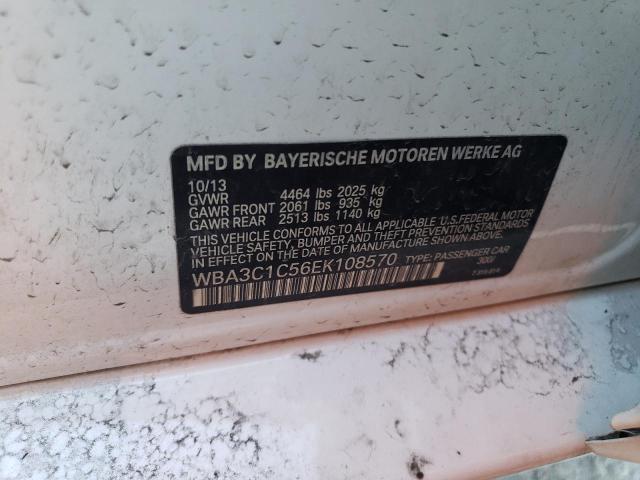 MFD BY BAYERISCHE MOTOREN WERKE AG
10/13
GVWR 4464 lbs 2025 kg
GAWR FRONT 2061 lbs 935 kg
GAWR REAR 2513 lbs 1140 kg
THIS VEHICLE CONFORMS TO ALL APPLICABLE U.S.FEDERAL MOTOR
VEHICLE SAFETY, BUMPER AND THEFT PREVENTION STANDARDS
IN EFFECT ON THE DATE OF MANUFACTURE SHOWN ABOVE.
WBA3C1C56EK108570 TYPE: PASSENGER CAR